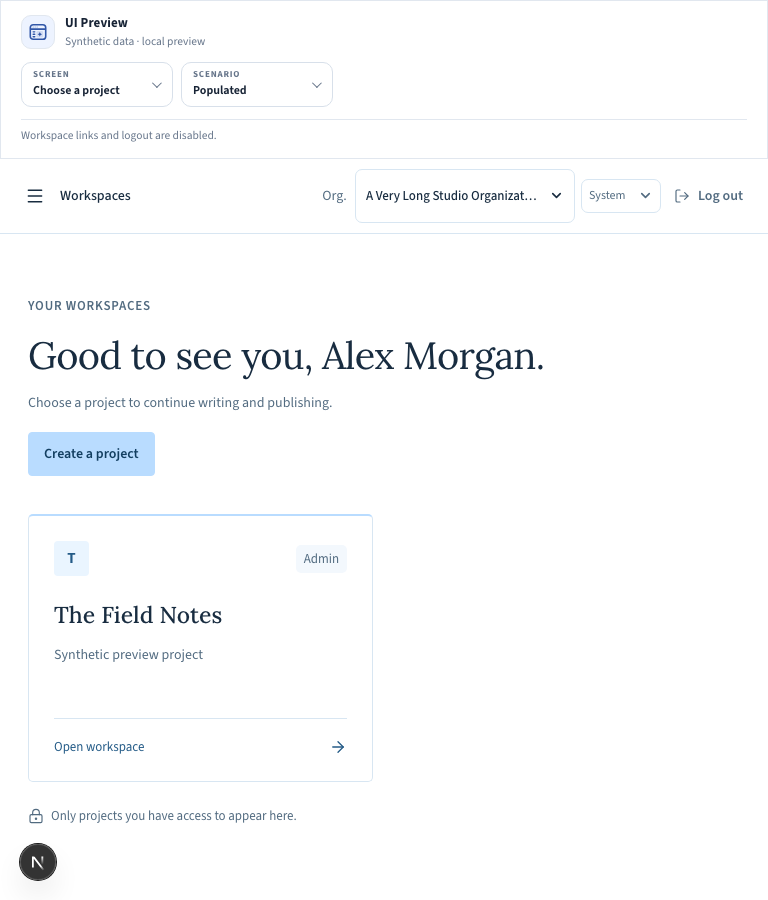 UI Preview
Synthetic data · local preview
SCREEN
Choose a project
SCENARIO
Populated
Workspace links and logout are disabled.
Workspaces
Org.
A Very Long Studio Organizat…
System
Log out
YOUR WORKSPACES
Good to see you, Alex Morgan.
Choose a project to continue writing and publishing.
Create a project
T
Admin
The Field Notes
Synthetic preview project
Open workspace
Only projects you have access to appear here.
N